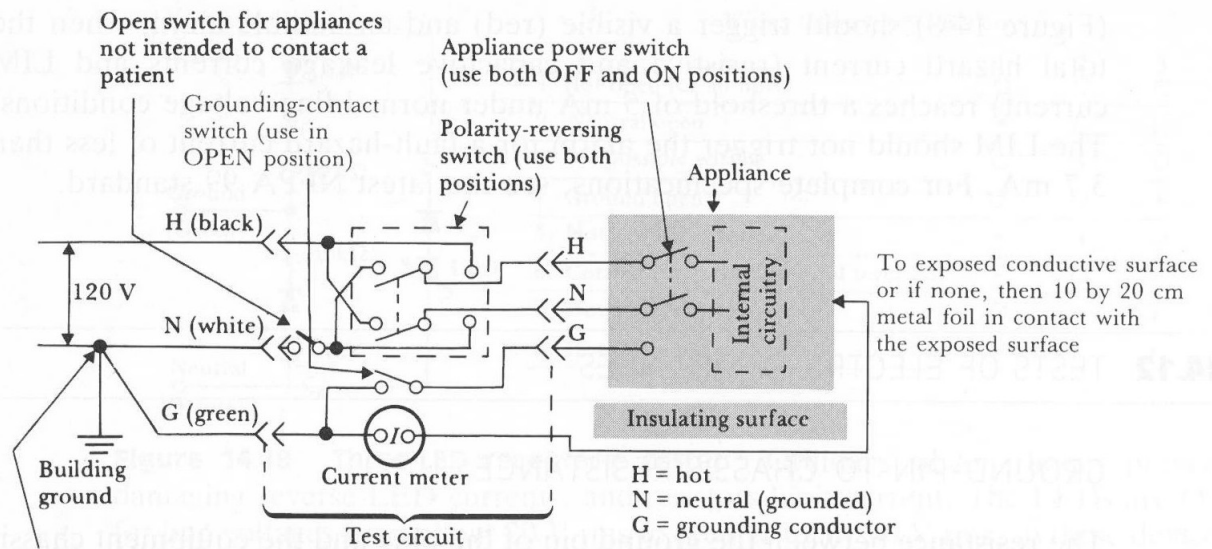 Open switch for appliances
not intended to contact a
patient
Grounding-contact
switch (use in
OPEN position)
Appliance power switch
(use both OFF and ON positions)
Polarity-reversing
switch (use both
positions)
Appliance
H (black)
H
120 V
N
N (white)
G
G (green)
Internal
circuitry
To exposed conductive surface
or if none, then 10 by 20 cm
metal foil in contact with
the exposed surface
Insulating surface
I
Building
ground
Current meter
Test circuit
H = hot
N = neutral (grounded)
G = grounding conductor